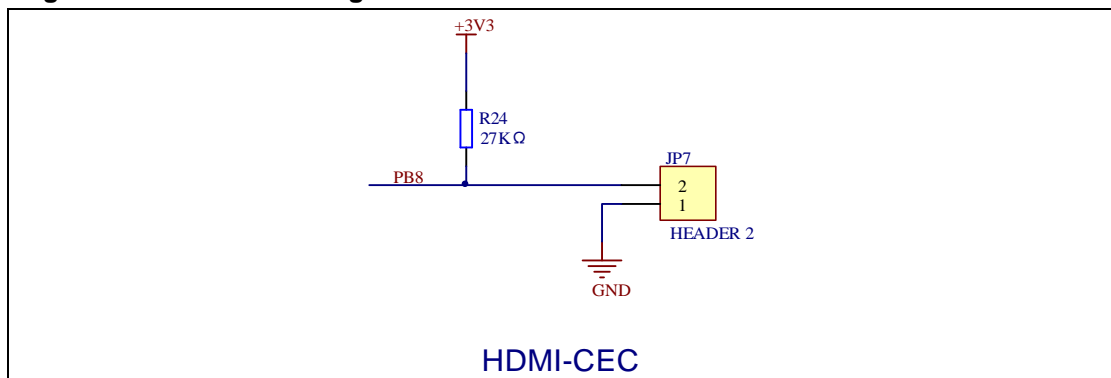 +3V3
R24
27KΩ
PB8
JP7
2
1
HEADER 2
GND
HDMI-CEC